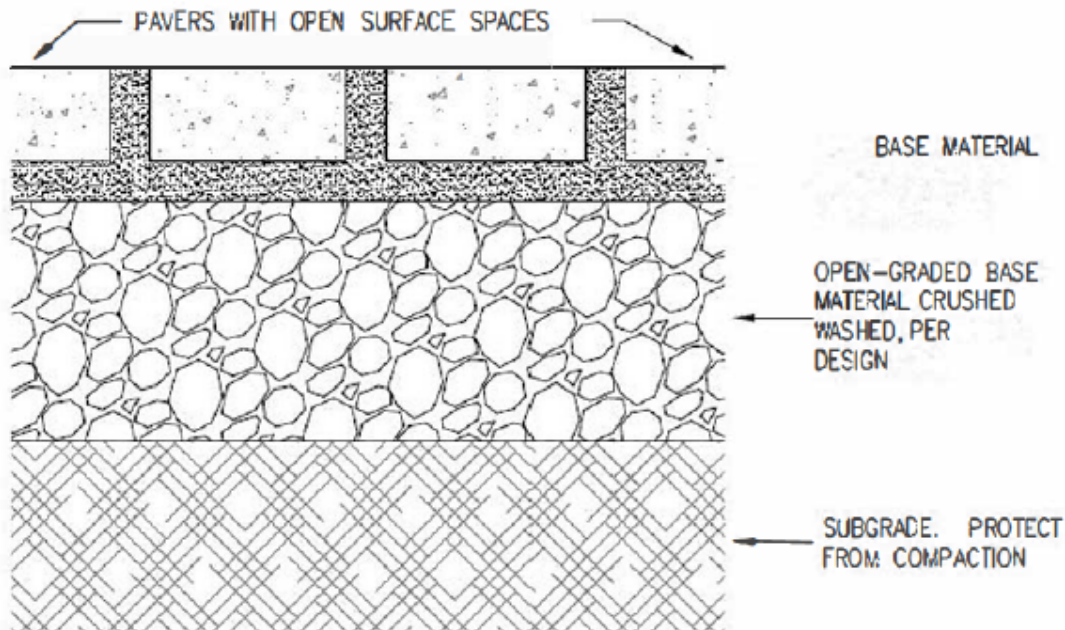 PAVERS WITH OPEN SURFACE SPACES
BASE MATERIAL
OPEN-GRADED BASE
MATERIAL CRUSHED
WASHED, PER
DESIGN
SUBGRADE. PROTECT
FROM COMPACTION